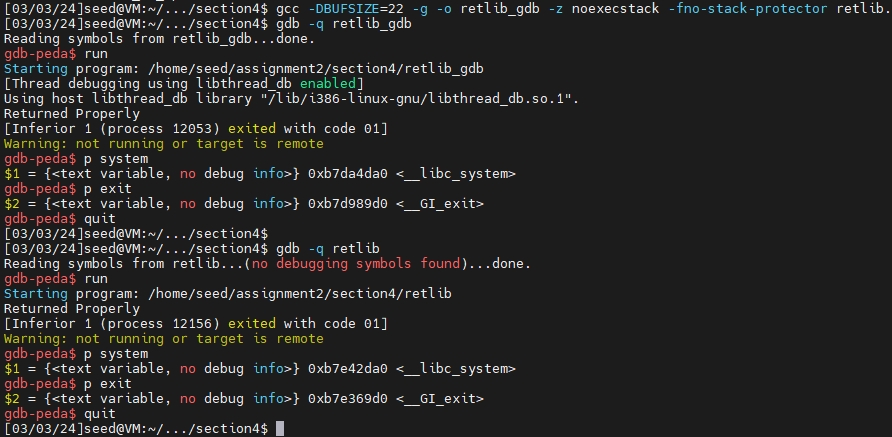 [03/03/24]seed@VM:~/.../section4$ gcc -DBUFSIZE=22 -g -o retlib_gdb -z noexecstack -fno-stack-protector retlib.
[03/03/24]seed@VM:~/.../section4$ gdb -q retlib_gdb
Reading symbols from retlib_gdb...done.
gdb-peda$ run
Starting program: /home/seed/assignment2/section4/retlib_gdb
[Thread debugging using libthread_db enabled]
Using host libthread_db library "/lib/i386-linux-gnu/libthread_db.so.1".
Returned Properly
[Inferior 1 (process 12053) exited with code 01]
Warning: not running or target is remote
gdb-peda$ p system
$1 = {<text variable, no debug info>} 0xb7da4da0 <__libc_system>
gdb-peda$ p exit
$2 = {<text variable, no debug info>} 0xb7d989d0 <__GI_exit>
gdb-peda$ quit
[03/03/24]seed@VM:~/.../section4$
[03/03/24]seed@VM:~/.../section4$ gdb -q retlib
Reading symbols from retlib...(no debugging symbols found)...done.
gdb-peda$ run
Starting program: /home/seed/assignment2/section4/retlib
Returned Properly
[Inferior 1 (process 12156) exited with code 01]
Warning: not running or target is remote
gdb-peda$ p system
$1 = {<text variable, no debug info>} 0xb7e42da0 <__libc_system>
gdb-peda$ p exit
$2 = {<text variable, no debug info>} 0xb7e369d0 <__GI_exit>
gdb-peda$ quit
[03/03/24]seed@VM:~/.../section4$